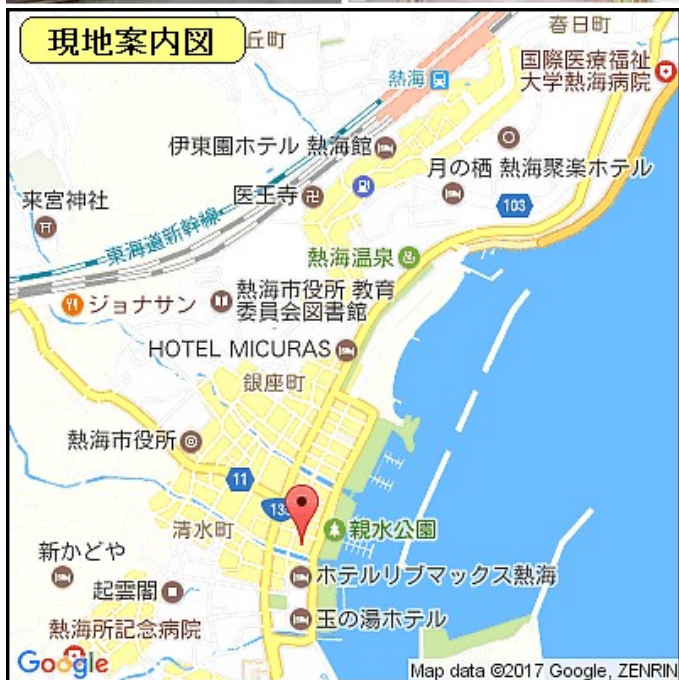 現地案内図
丘町
春日町
国際医療福祉
大学熱海病院
熱海
伊東園ホテル 熱海館
月の栖 熱海聚楽ホテル
来宮神社
医王寺
103
東海道新幹線
熱海温泉
ジョナサン
熱海市役所 教育
委員会図書館
HOTEL MICURAS
銀座町
熱海市役所
11
135
清水町
親水公園
新かどや
ホテルリブマックス熱海
起雲閣
玉の湯ホテル
熱海所記念病院
Google
Map data ©2017 Google, ZENRIN